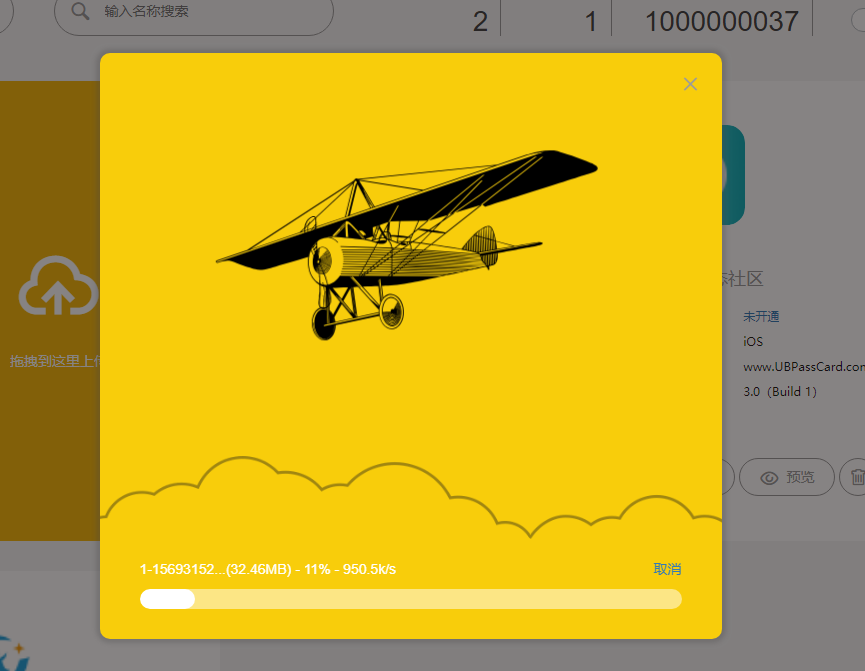 输入名称搜索
2
1
1000000037
拖拽到这里上
社区
未开通
iOS
www.UBPassCard.com
3.0（Build 1）
预览
1-15693152...(32.46MB) - 11% - 950.5k/s
取消